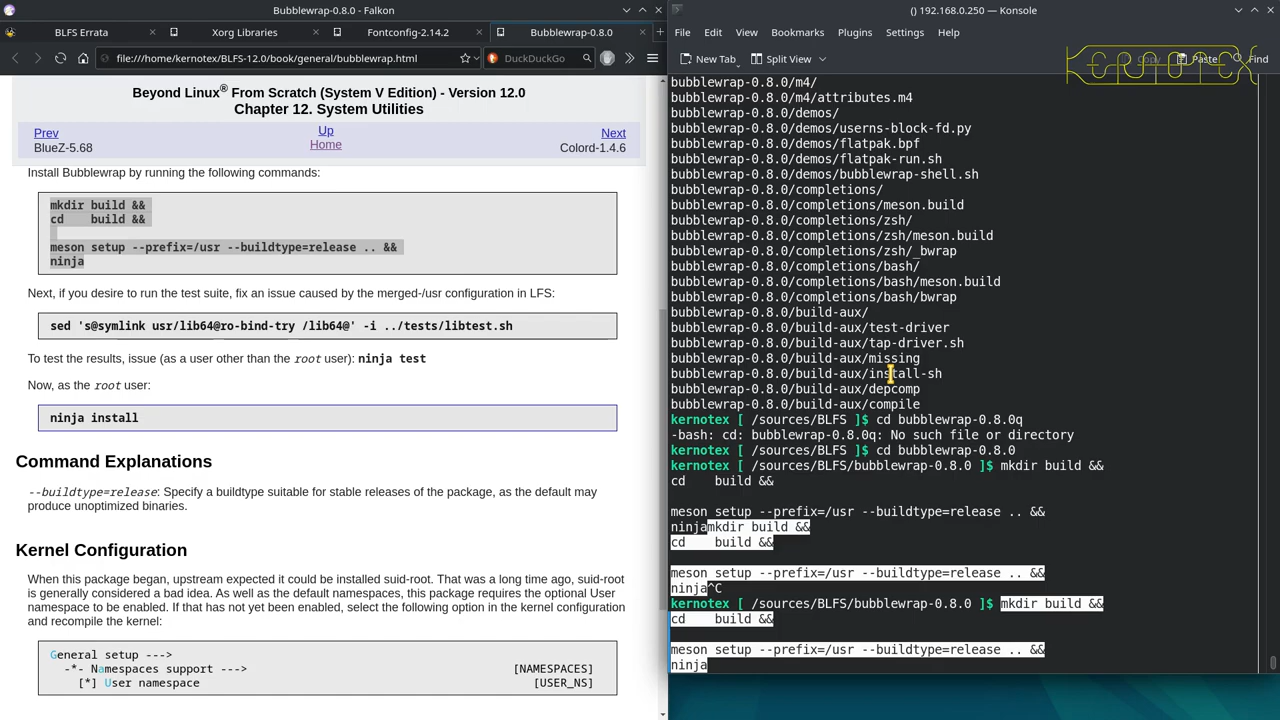 Bubblewrap-0.8.0 - Falkon
BLFS Errata
Xorg Libraries
Fontconfig-2.14.2
Bubblewrap-0.8.0
file:///home/kernotex/BLFS-12.0/book/general/bubblewrap.html
DuckDuckGo
Beyond Linux® From Scratch (System V Edition) - Version 12.0
Chapter 12. System Utilities
Prev
Up
Next
BlueZ-5.68
Home
Colord-1.4.6
Install Bubblewrap by running the following commands:
mkdir build &&
cd    build &&
meson setup --prefix=/usr --buildtype=release .. &&
ninja
Next, if you desire to run the test suite, fix an issue caused by the merged-/usr configuration in LFS:
sed 's@symlink usr/lib64@ro-bind-try /lib64@' -i ../tests/libtest.sh
To test the results, issue (as a user other than the root user): ninja test
Now, as the root user:
ninja install
Command Explanations
--buildtype=release: Specify a buildtype suitable for stable releases of the package, as the default may
produce unoptimized binaries.
Kernel Configuration
When this package began, upstream expected it could be installed suid-root. That was a long time ago, suid-root
is generally considered a bad idea. As well as the default namespaces, this package requires the optional User
namespace to be enabled. If that has not yet been enabled, select the following option in the kernel configuration
and recompile the kernel:
General setup --->
-*- Namespaces support --->    [NAMESPACES]
[*] User namespace    [USER_NS]
() 192.168.0.250 — Konsole
File Edit View Bookmarks Plugins Settings Help
New Tab
Split View
Copy
Paste
Find
KERNOTEX
bubblewrap-0.8.0/m4/
bubblewrap-0.8.0/m4/attributes.m4
bubblewrap-0.8.0/demos/
bubblewrap-0.8.0/demos/userns-block-fd.py
bubblewrap-0.8.0/demos/flatpak.bpf
bubblewrap-0.8.0/demos/flatpak-run.sh
bubblewrap-0.8.0/demos/bubblewrap-shell.sh
bubblewrap-0.8.0/completions/
bubblewrap-0.8.0/completions/meson.build
bubblewrap-0.8.0/completions/zsh/
bubblewrap-0.8.0/completions/zsh/meson.build
bubblewrap-0.8.0/completions/zsh/_bwrap
bubblewrap-0.8.0/completions/bash/
bubblewrap-0.8.0/completions/bash/meson.build
bubblewrap-0.8.0/completions/bash/bwrap
bubblewrap-0.8.0/build-aux/
bubblewrap-0.8.0/build-aux/test-driver
bubblewrap-0.8.0/build-aux/tap-driver.sh
bubblewrap-0.8.0/build-aux/missing
bubblewrap-0.8.0/build-aux/install-sh
bubblewrap-0.8.0/build-aux/depcomp
bubblewrap-0.8.0/build-aux/compile
kernotex [ /sources/BLFS ]$ cd bubblewrap-0.8.0q
-bash: cd: bubblewrap-0.8.0q: No such file or directory
kernotex [ /sources/BLFS ]$ cd bubblewrap-0.8.0
kernotex [ /sources/BLFS/bubblewrap-0.8.0 ]$ mkdir build &&
cd    build &&
meson setup --prefix=/usr --buildtype=release .. &&
ninjamkdir build &&
cd    build &&
meson setup --prefix=/usr --buildtype=release .. &&
ninja^C
kernotex [ /sources/BLFS/bubblewrap-0.8.0 ]$ mkdir build &&
cd    build &&
meson setup --prefix=/usr --buildtype=release .. &&
ninja